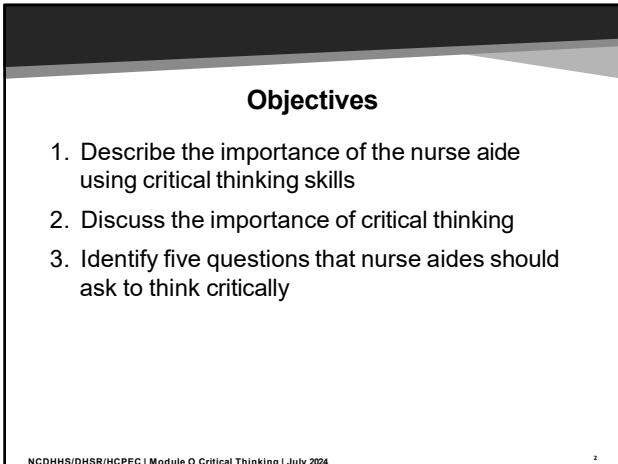 Objectives
1. Describe the importance of the nurse aide
using critical thinking skills
2. Discuss the importance of critical thinking
3. Identify five questions that nurse aides should
ask to think critically
NCDHHS/DHSR/HCPEC | Module O Critical Thinking | July 2024
2